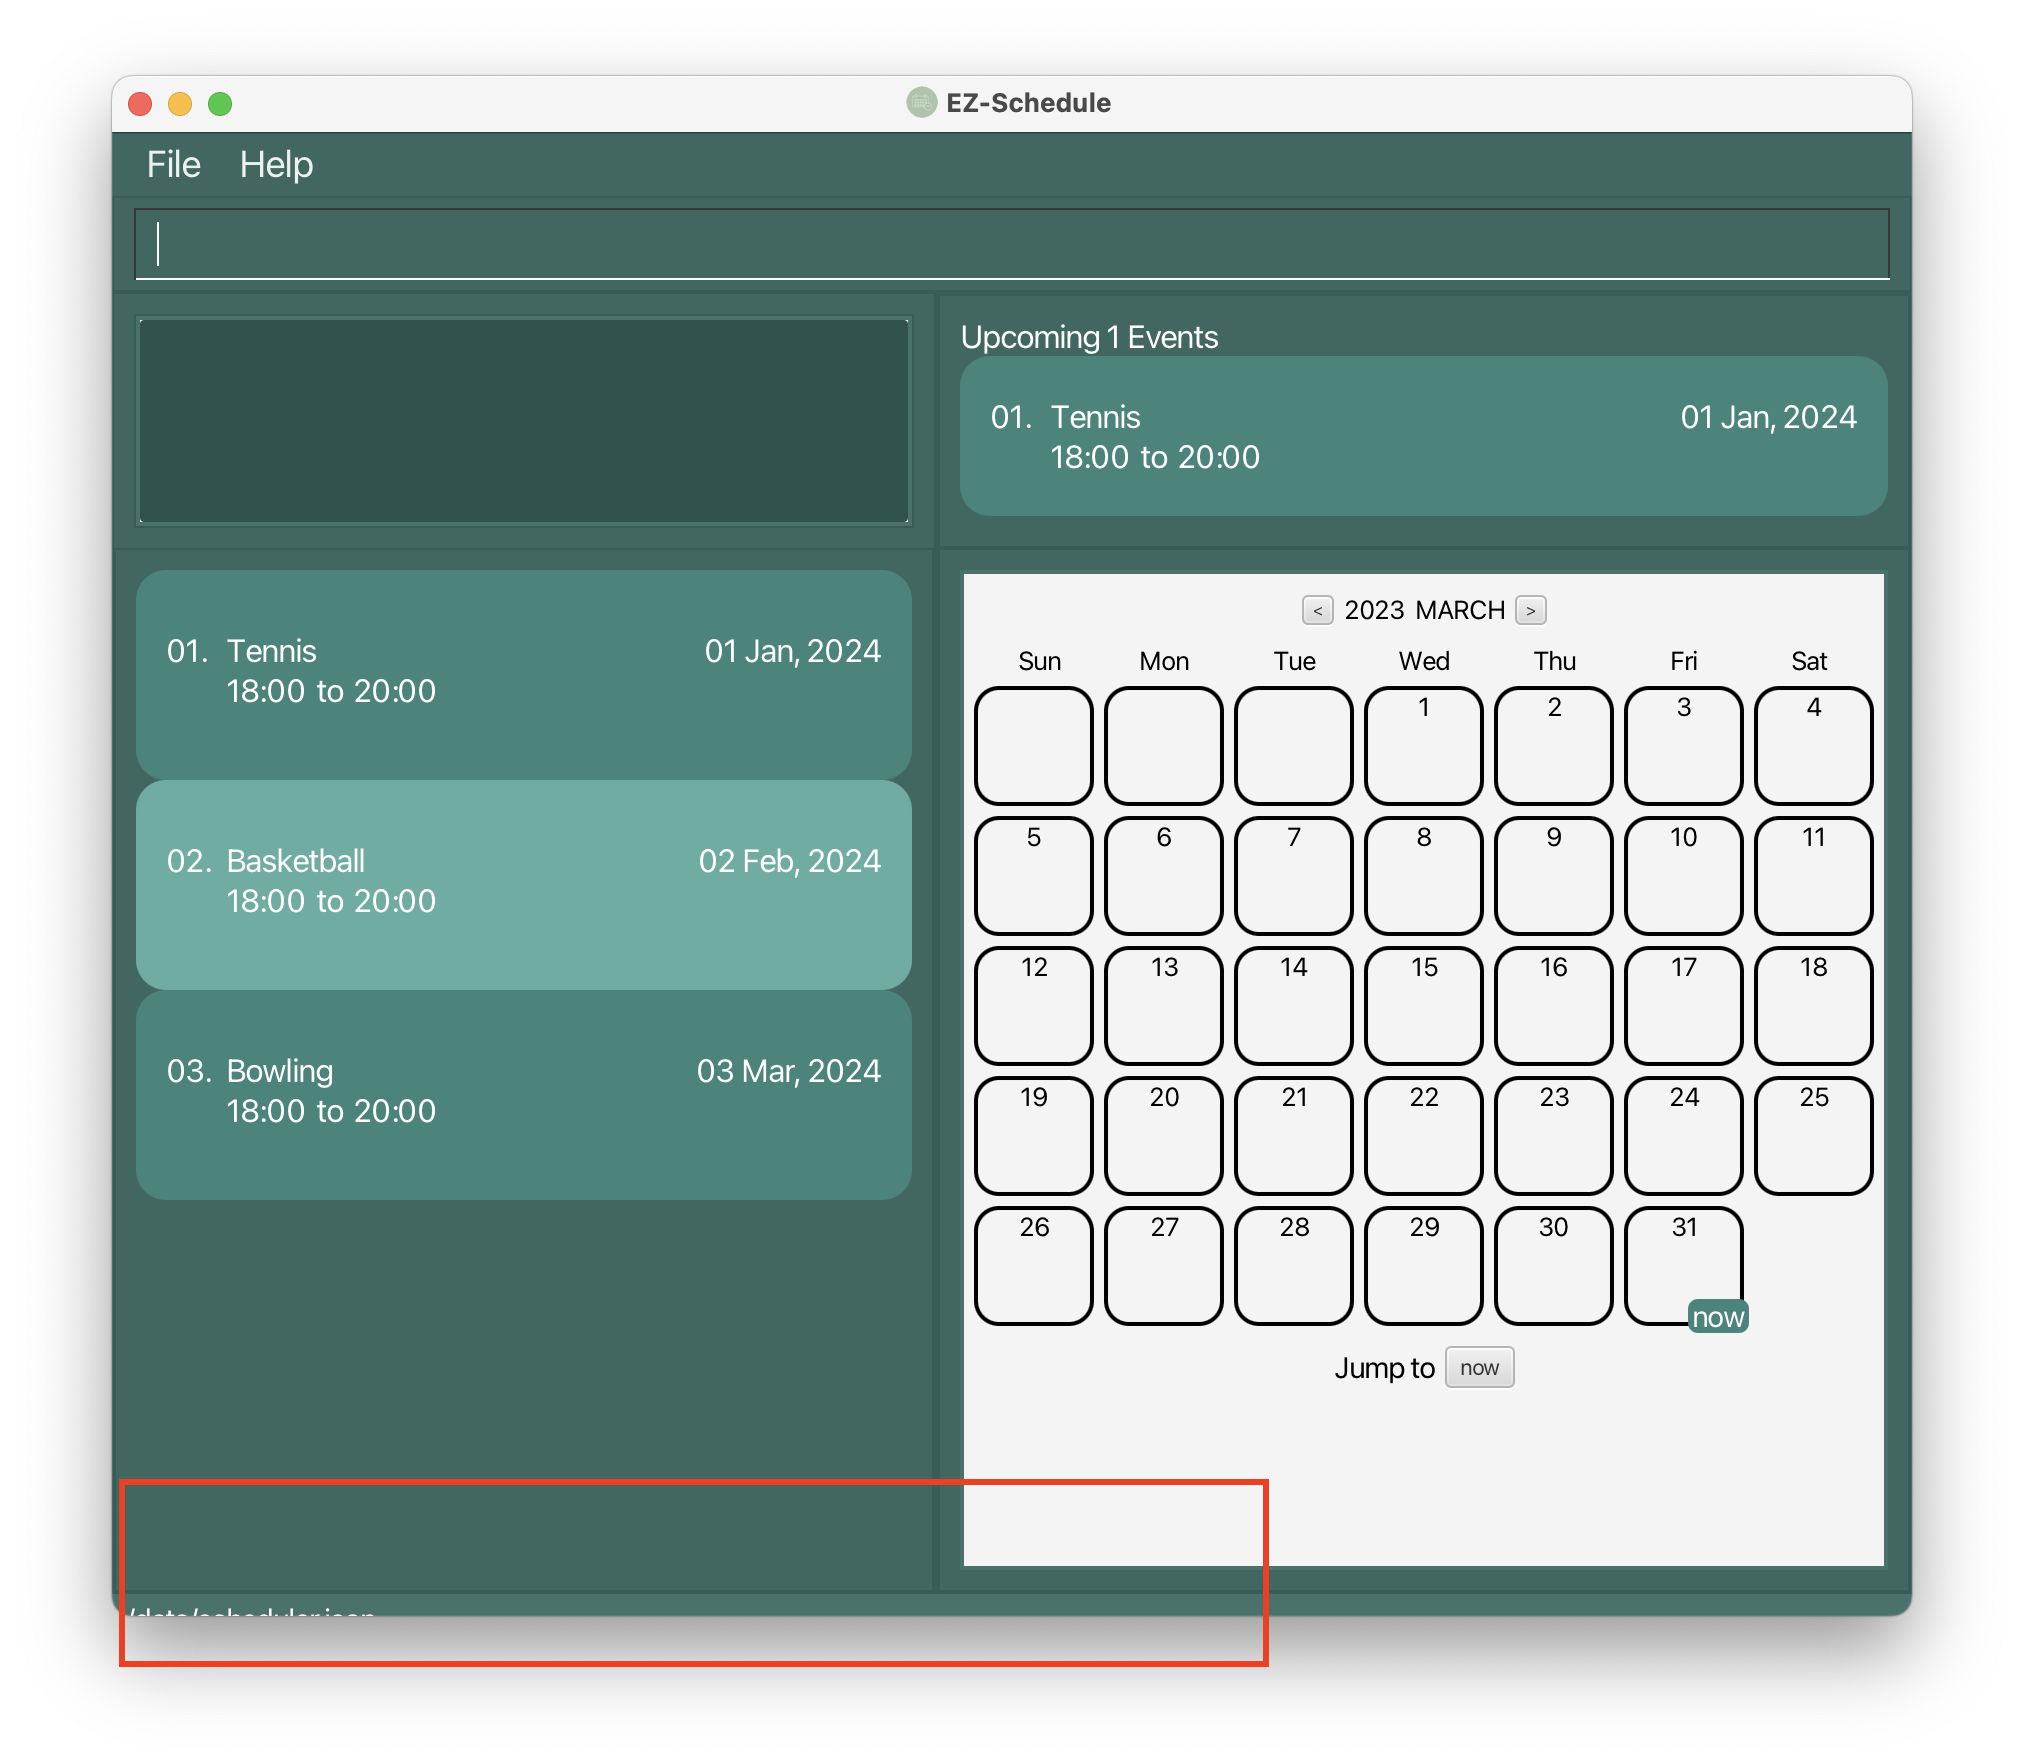 EZ-Schedule
File Help
Upcoming 1 Events
01. Tennis 01 Jan, 2024
18:00 to 20:00
01. Tennis 01 Jan, 2024
18:00 to 20:00
02. Basketball 02 Feb, 2024
18:00 to 20:00
03. Bowling 03 Mar, 2024
18:00 to 20:00
< 2023 MARCH >
Sun Mon Tue Wed Thu Fri Sat
1 2 3 4
5 6 7 8 9 10 11
12 13 14 15 16 17 18
19 20 21 22 23 24 25
26 27 28 29 30 31
now
Jump to now